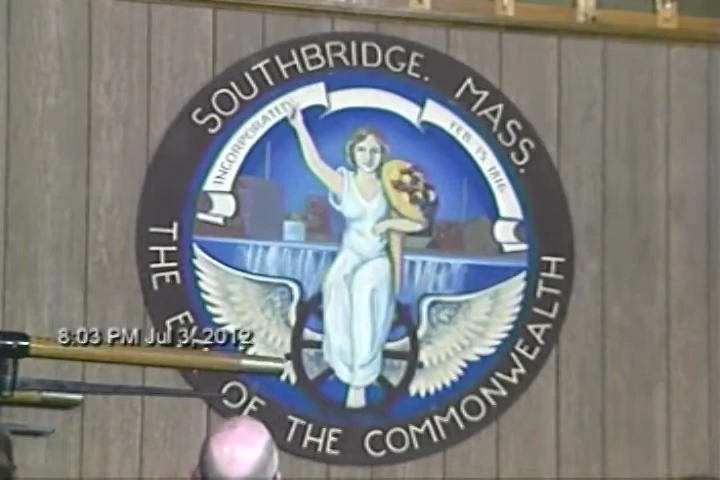 SOUTHBRIDGE. MASS.
INCORPORATED
FEB. 15, 1816
THE E
OF THE COMMONWEALTH
8:03 PM Jul 3, 2012